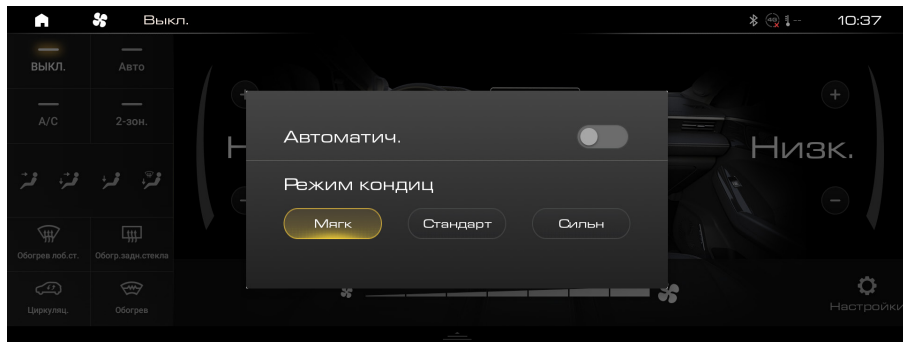 Выкл.
4G
--
10:37
ВЫКЛ.
Авто
A/C
2-зон.
Автоматич.
Режим кондиц
Мягк
Стандарт
Сильн
Низк.
Обогрев лоб.ст.
Обогр.задн.стекла
Циркуляц.
Обогрев
Настройки